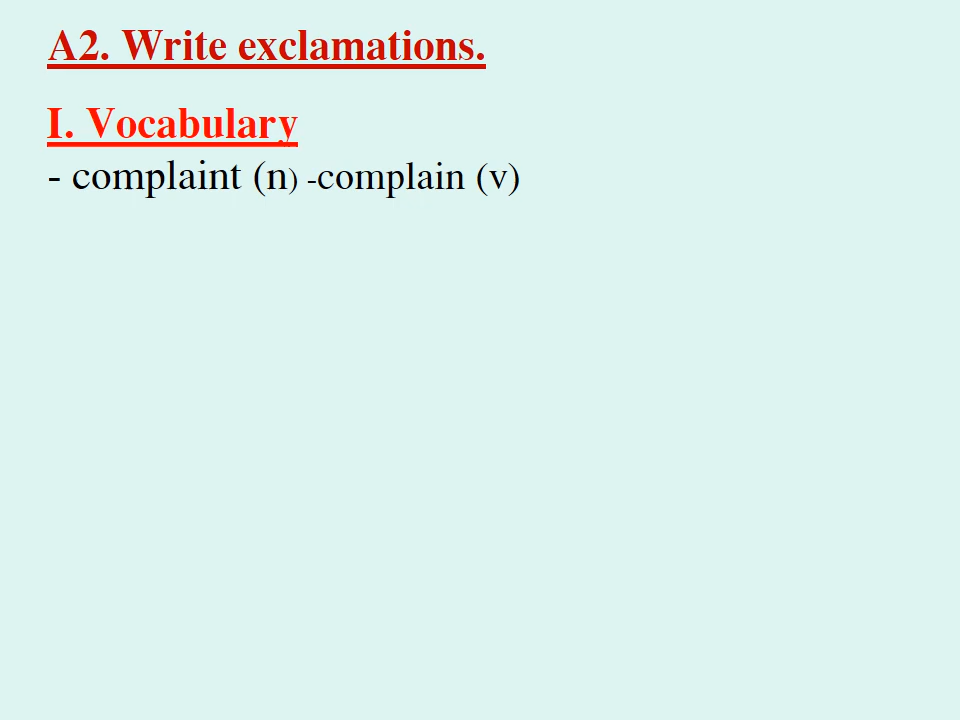 A2. Write exclamations.
I. Vocabulary
- complaint (n) -complain (v)